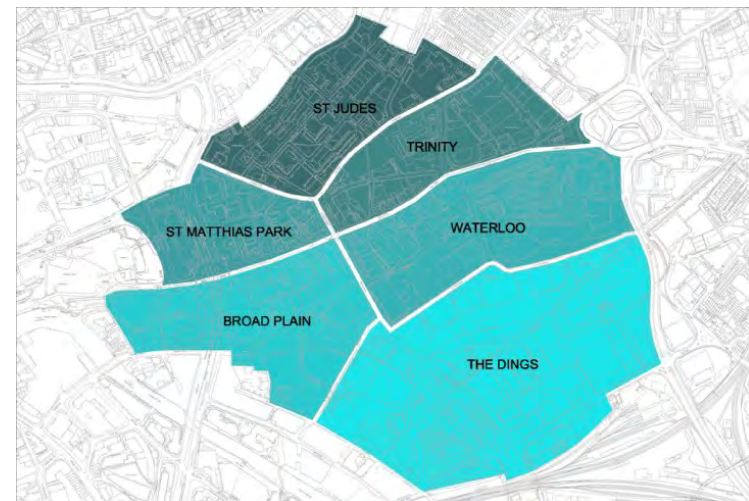 ST JUDES
TRINITY
ST MATTHIAS PARK
WATERLOO
BROAD PLAIN
THE DINGS